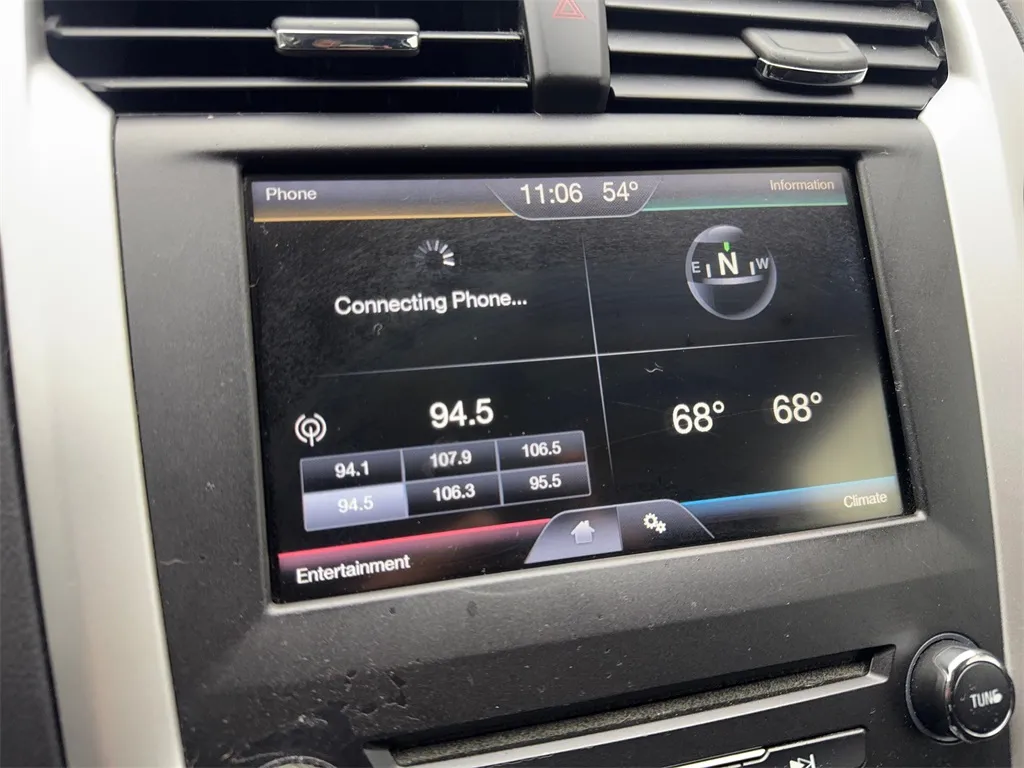 Phone 11:06 54° Information
Connecting Phone...
E N W
94.5
68° 68°
94.1 107.9 106.5
94.5 106.3 95.5
Entertainment
Climate
TUNE